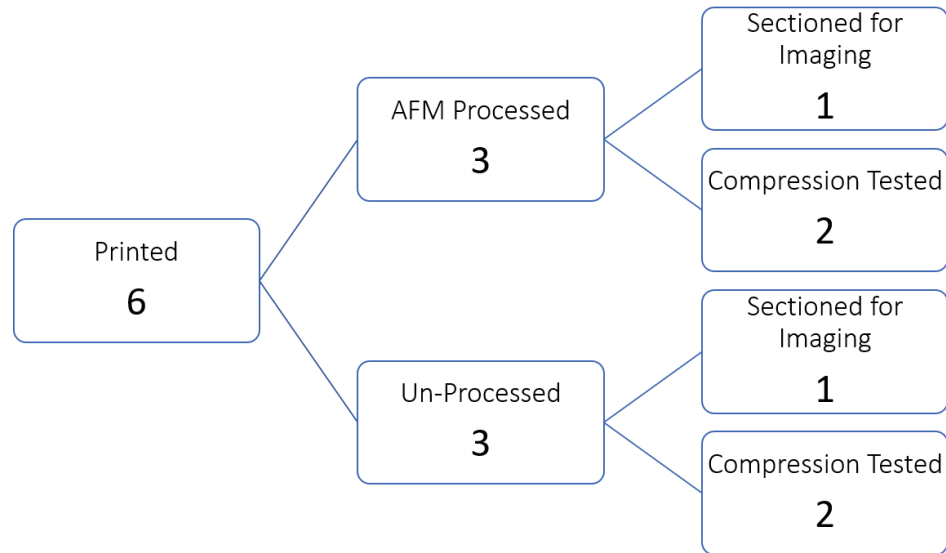 Printed
6
AFM Processed
3
Sectioned for
Imaging
1
Compression Tested
2
Un-Processed
3
Sectioned for
Imaging
1
Compression Tested
2